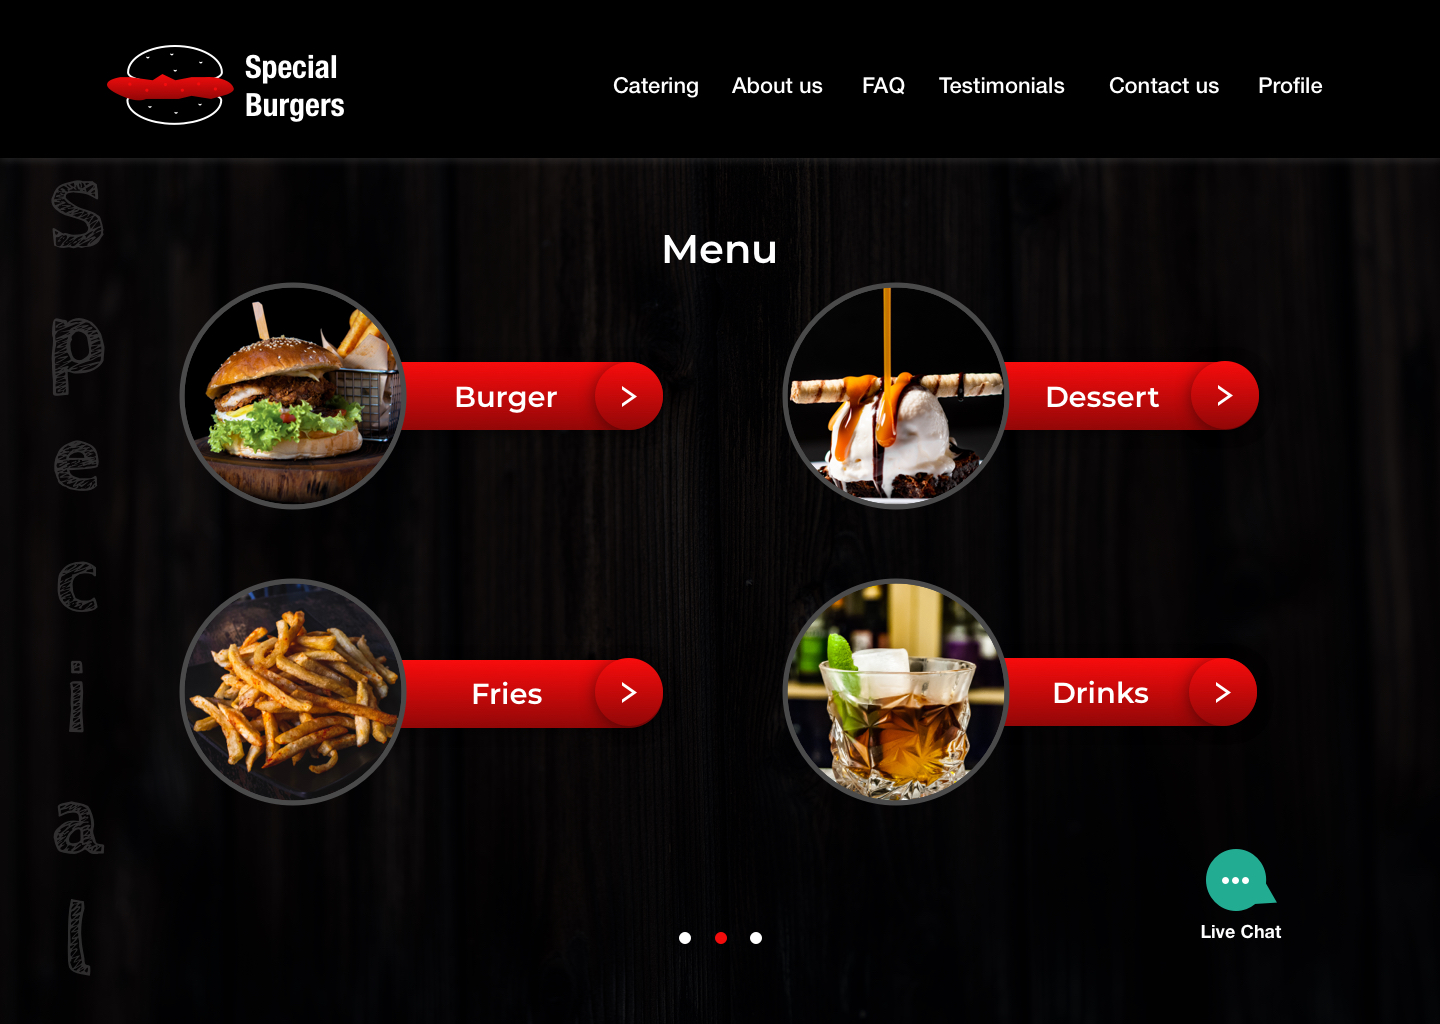 Special
Burgers
Catering About us FAQ Testimonials Contact us Profile
Special
Menu
Burger
Dessert
Fries
Drinks
Live Chat